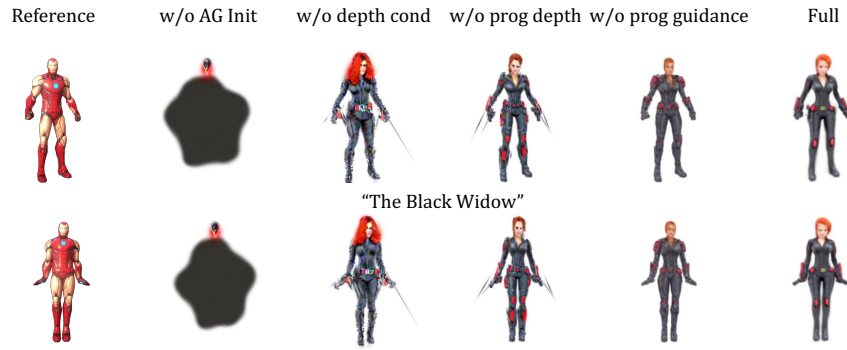 Reference w/o AG Init w/o depth cond w/o prog depth w/o prog guidance Full
“The Black Widow”